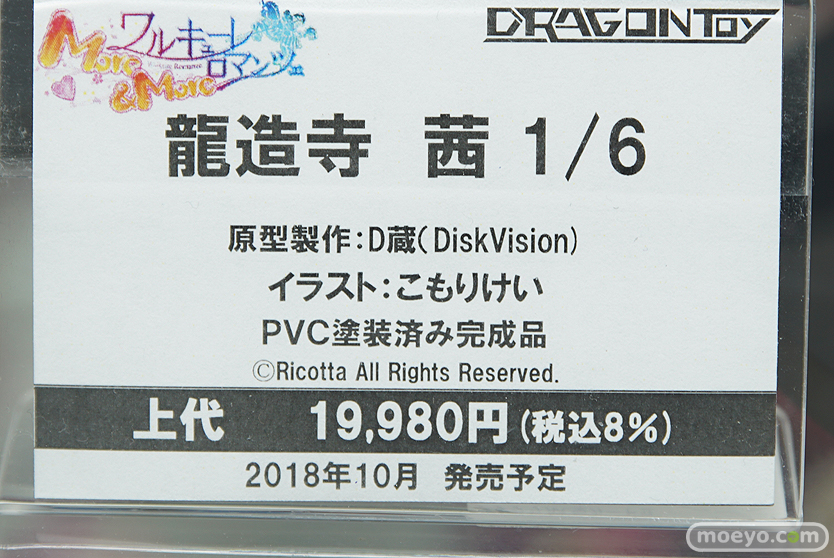 ワルキューレ
ロマンツェ
More
&More
DRAGONToy
龍造寺 茜 1/6
原型製作:D蔵(DiskVision)
イラスト:こもりけい
PVC塗装済み完成品
©Ricotta All Rights Reserved.
上代 19,980円(税込8%)
2018年10月 発売予定
moeyo.com